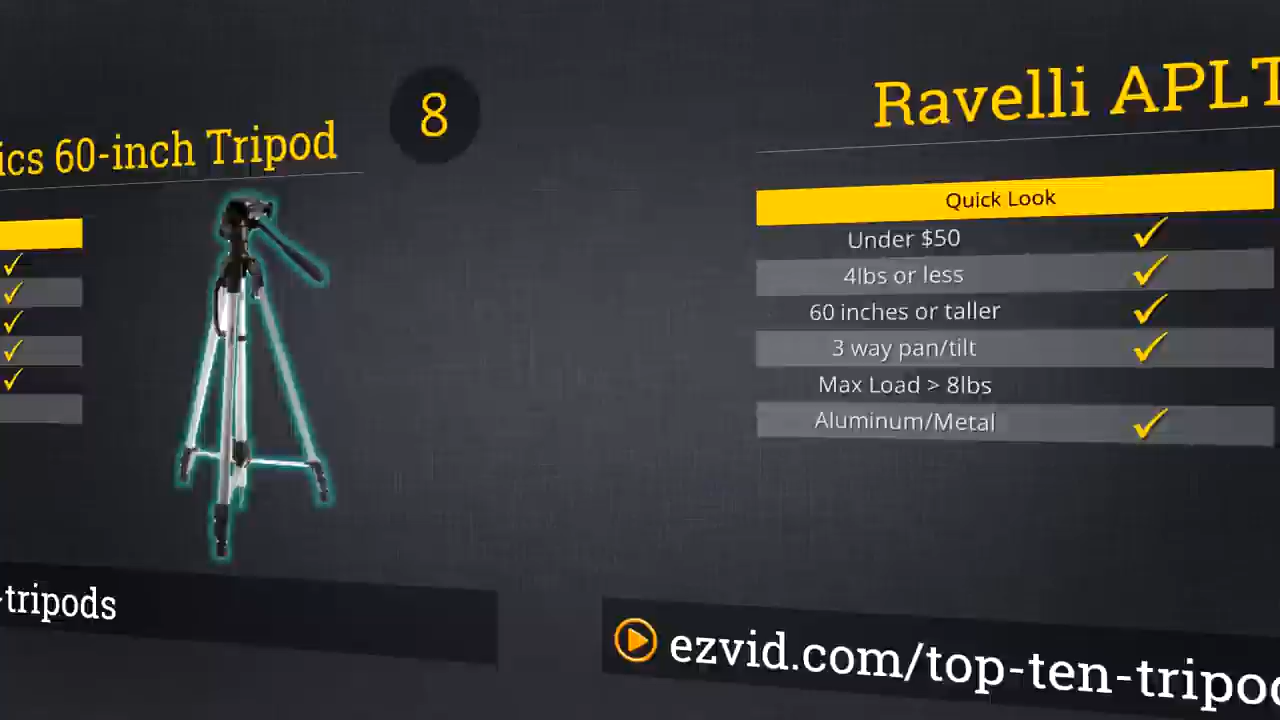 ics 60-inch Tripod
8
-tripods
Ravelli APLT
Quick Look
Under $50
4lbs or less
60 inches or taller
3 way pan/tilt
Max Load > 8lbs
Aluminum/Metal
ezvid.com/top-ten-tripod